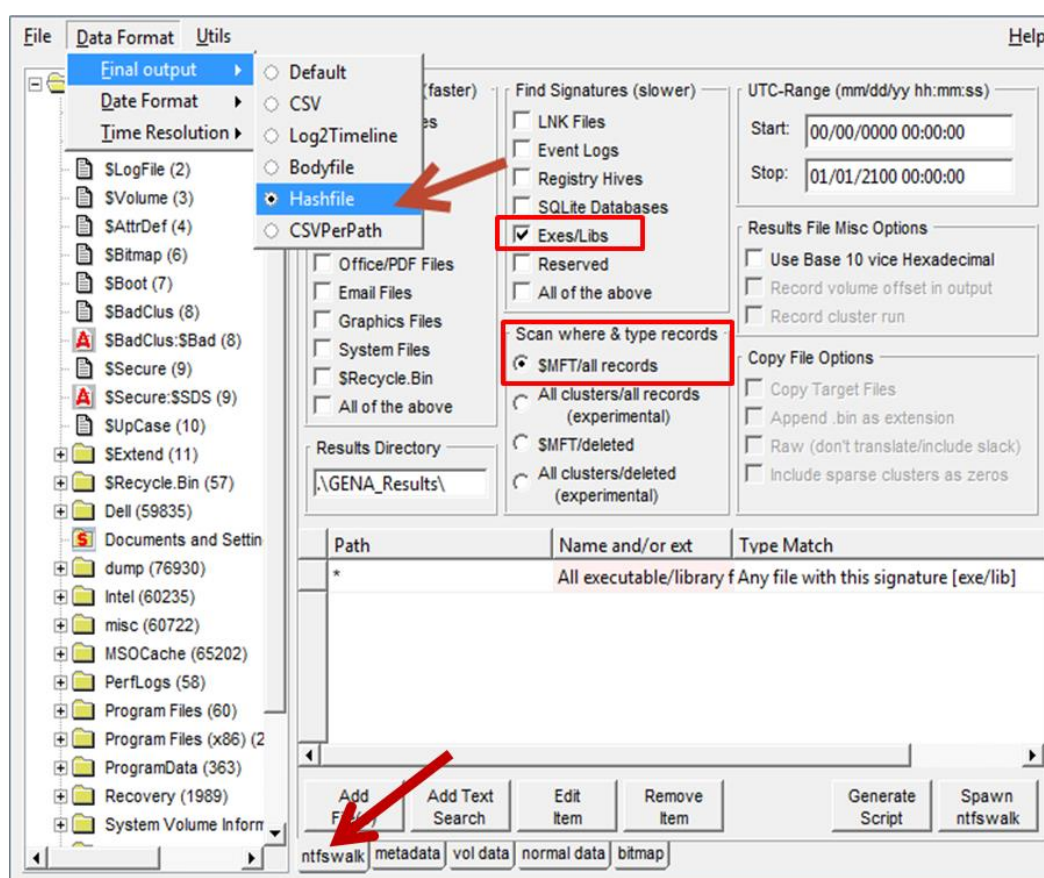 File Data Format Utils Help
Final output
Date Format
Time Resolution
Default
CSV
Log2Timeline
Bodyfile
Hashfile
CSVPerPath
$LogFile (2)
$Volume (3)
$AttrDef (4)
$Bitmap (6)
$Boot (7)
$BadClus (8)
$BadClus:$Bad (8)
$Secure (9)
$Secure:$SDS (9)
$UpCase (10)
$Extend (11)
$Recycle.Bin (57)
Dell (59835)
Documents and Settin
dump (76930)
Intel (60235)
misc (60722)
MSOCache (65202)
PerfLogs (58)
Program Files (60)
Program Files (x86) (2
ProgramData (363)
Recovery (1989)
System Volume Inform
(faster)
es
Office/PDF Files
Email Files
Graphics Files
System Files
$Recycle.Bin
All of the above
Results Directory
.\GENA_Results\
Find Signatures (slower)
LNK Files
Event Logs
Registry Hives
SQLite Databases
Exes/Libs
Reserved
All of the above
Scan where & type records
$MFT/all records
All clusters/all records
(experimental)
$MFT/deleted
All clusters/deleted
(experimental)
UTC-Range (mm/dd/yy hh:mm:ss)
Start: 00/00/0000 00:00:00
Stop: 01/01/2100 00:00:00
Results File Misc Options
Use Base 10 vice Hexadecimal
Record volume offset in output
Record cluster run
Copy File Options
Copy Target Files
Append .bin as extension
Raw (don't translate/include slack)
Include sparse clusters as zeros
Path Name and/or ext Type Match
* All executable/library f Any file with this signature [exe/lib]
Add
Add Text
Search
Edit
Item
Remove
Item
Generate
Script
Spawn
ntfswalk
ntfswalk metadata vol data normal data bitmap